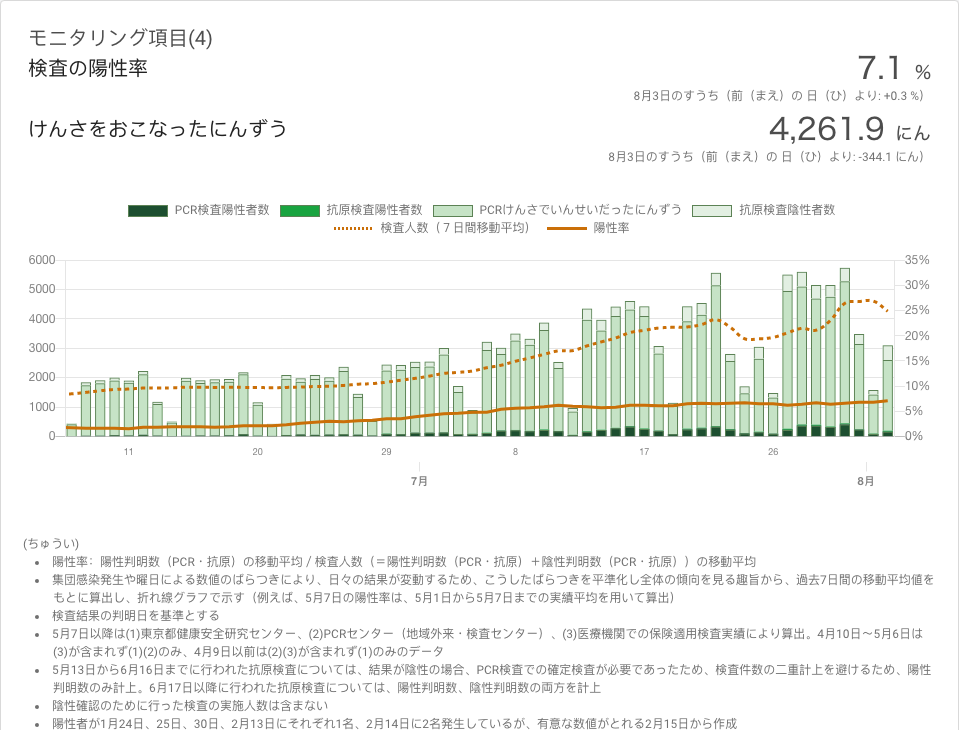 モニタリング項目(4)
検査の陽性率
7.1 %
8月3日のすうち（前（まえ）の 日（ひ）より: +0.3 %）
けんさをおこなったにんずう
4,261.9 にん
8月3日のすうち（前（まえ）の 日（ひ）より: -344.1 にん）
PCR検査陽性者数 抗原検査陽性者数 PCRけんさでいんせいだったにんずう 抗原検査陰性者数
検査人数（７日間移動平均） 陽性率
6000 35%
30%
5000
25%
4000
20%
3000
15%
2000
10%
1000
5%
0 0%
11 20 29 8 17 26
7月 8月
(ちゅうい)
陽性率：陽性判明数（PCR・抗原）の移動平均 / 検査人数（＝陽性判明数（PCR・抗原）＋陰性判明数（PCR・抗原））の移動平均
集団感染発生や曜日による数値のばらつきにより、日々の結果が変動するため、こうしたばらつきを平準化し全体の傾向を見る趣旨から、過去7日間の移動平均値を
もとに算出し、折れ線グラフで示す（例えば、5月7日の陽性率は、5月1日から5月7日までの実績平均を用いて算出）
検査結果の判明日を基準とする
5月7日以降は(1)東京都健康安全研究センター、(2)PCRセンター（地域外来・検査センター）、(3)医療機関での保険適用検査実績により算出。4月10日～5月6日は
(3)が含まれず(1)(2)のみ、4月9日以前は(2)(3)が含まれず(1)のみのデータ
5月13日から6月16日までに行われた抗原検査については、結果が陰性の場合、PCR検査での確定検査が必要であったため、検査件数の二重計上を避けるため、陽性
判明数のみ計上。6月17日以降に行われた抗原検査については、陽性判明数、陰性判明数の両方を計上
陰性確認のために行った検査の実施人数は含まない
陽性者が1月24日、25日、30日、2月13日にそれぞれ1名、2月14日に2名発生しているが、有意な数値がとれる2月15日から作成